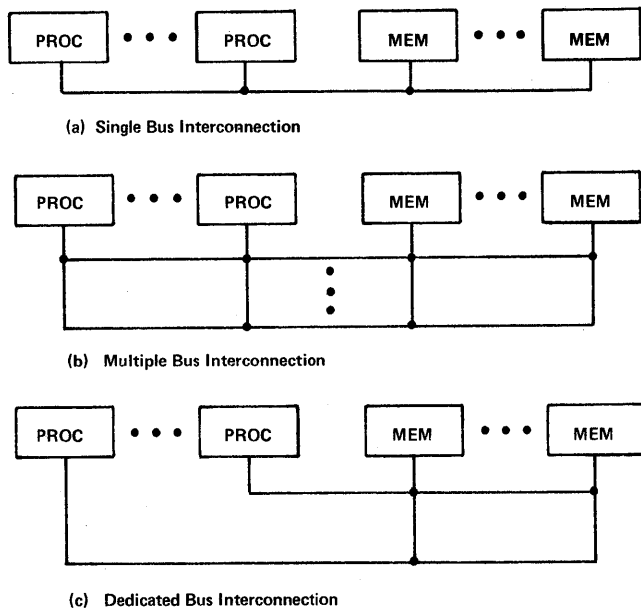 PROC • • • PROC MEM • • • MEM
(a) Single Bus Interconnection
PROC • • • PROC MEM • • • MEM
(b) Multiple Bus Interconnection
PROC • • • PROC MEM • • • MEM
(c) Dedicated Bus Interconnection